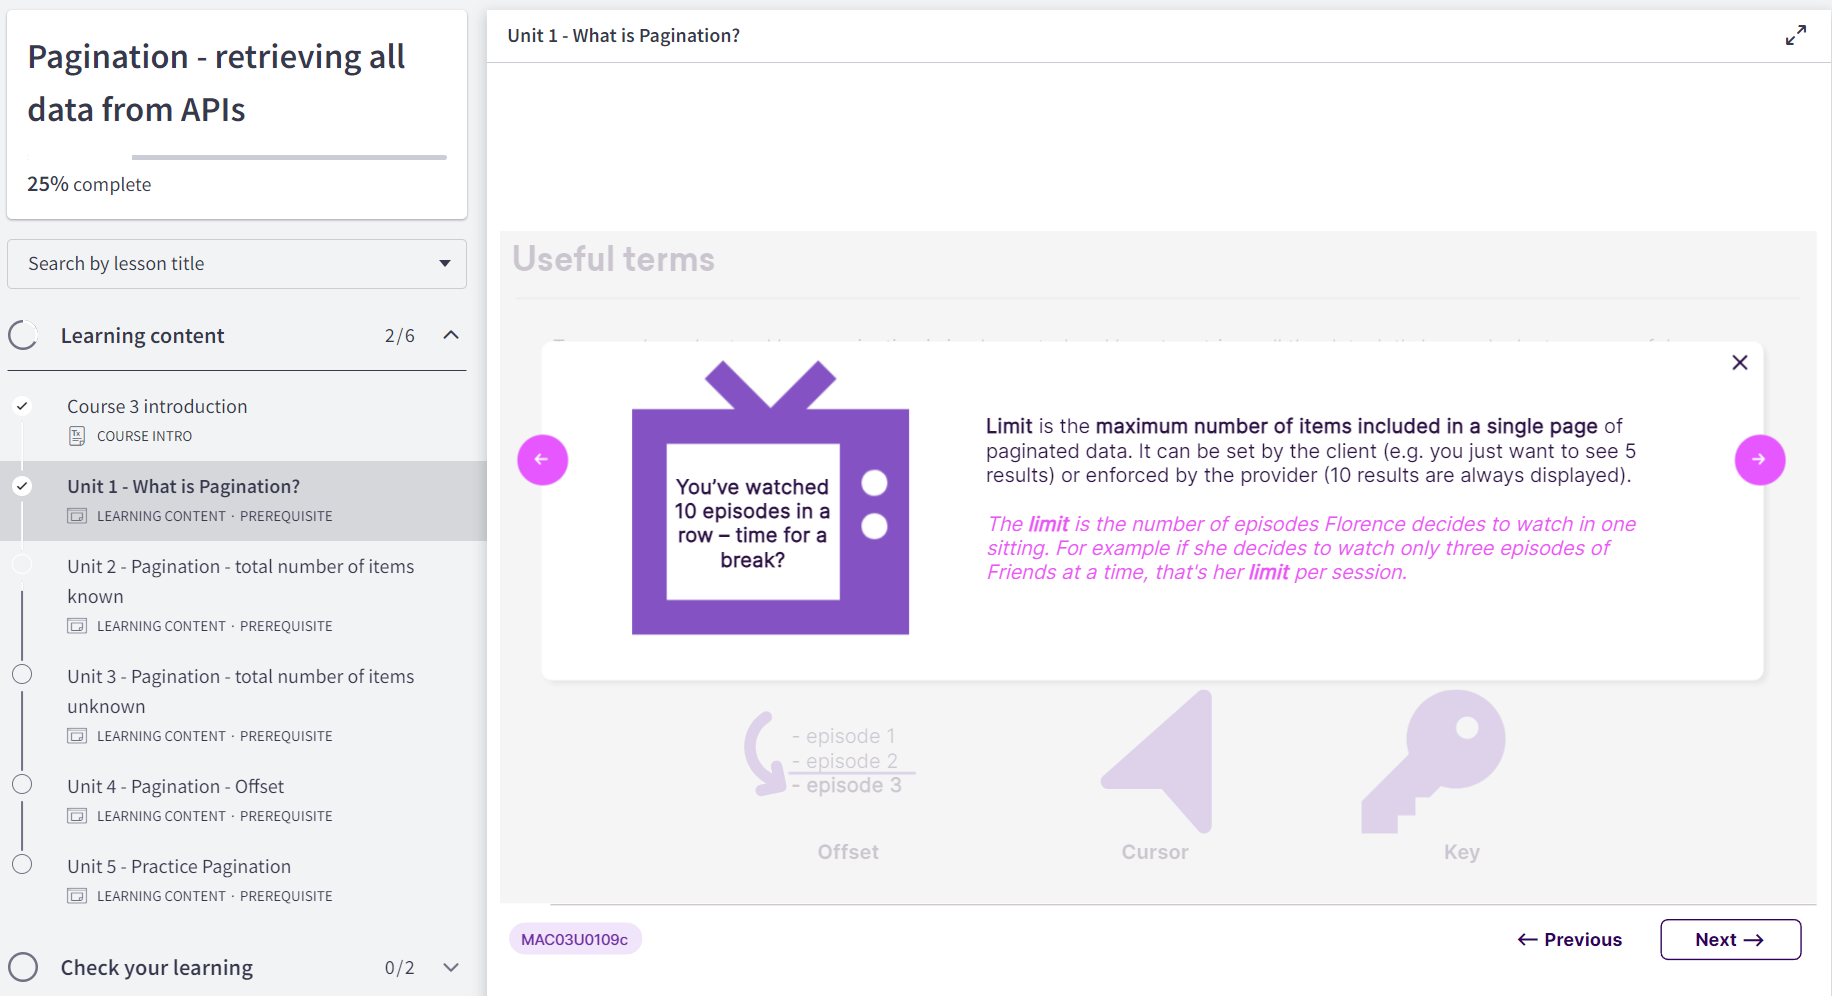 Pagination - retrieving all
data from APIs
25% complete
Search by lesson title
Learning content 2/6
Course 3 introduction
COURSE INTRO
Unit 1 - What is Pagination?
LEARNING CONTENT · PREREQUISITE
Unit 2 - Pagination - total number of items
known
LEARNING CONTENT · PREREQUISITE
Unit 3 - Pagination - total number of items
unknown
LEARNING CONTENT · PREREQUISITE
Unit 4 - Pagination - Offset
LEARNING CONTENT · PREREQUISITE
Unit 5 - Practice Pagination
LEARNING CONTENT · PREREQUISITE
Check your learning 0/2
Unit 1 - What is Pagination?
Useful terms
You've watched
10 episodes in a
row – time for a
break?
Limit is the maximum number of items included in a single page of
paginated data. It can be set by the client (e.g. you just want to see 5
results) or enforced by the provider (10 results are always displayed).
The limit is the number of episodes Florence decides to watch in one
sitting. For example if she decides to watch only three episodes of
Friends at a time, that's her limit per session.
- episode 1
- episode 2
- episode 3
Offset
Cursor
Key
MAC03U0109c
← Previous
Next →